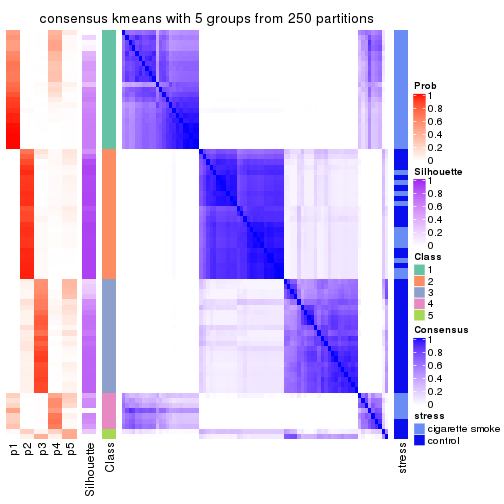 consensus kmeans with 5 groups from 250 partitions
Prob
1
0.8
0.6
0.4
0.2
0
Silhouette
1
0.8
0.6
0.4
0.2
0
Class
1
2
3
4
5
Consensus
1
0.8
0.6
0.4
0.2
0
stress
cigarette smoke
control
p1
p2
p3
p4
p5
Silhouette
Class
stress